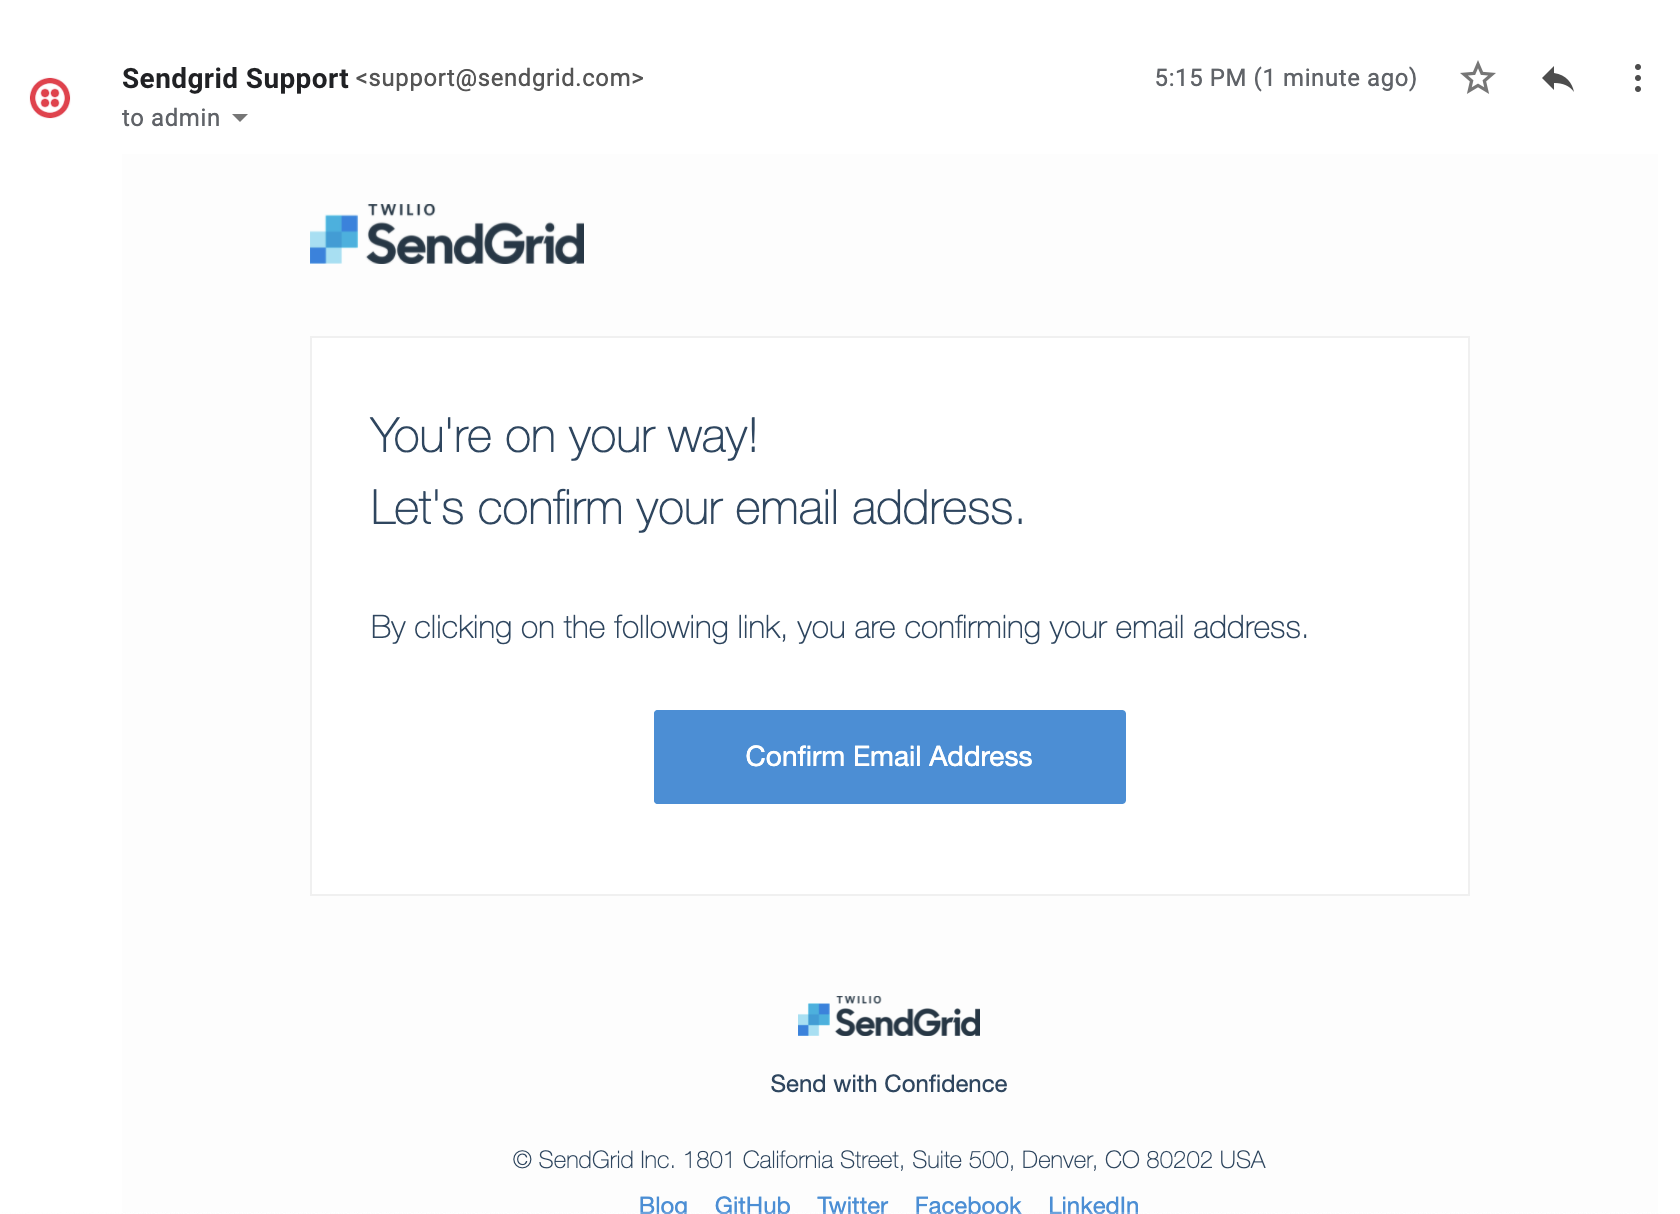 Sendgrid Support <support@sendgrid.com>
5:15 PM (1 minute ago)
to admin
TWILIO
SendGrid
You're on your way!
Let's confirm your email address.
By clicking on the following link, you are confirming your email address.
Confirm Email Address
TWILIO
SendGrid
Send with Confidence
© SendGrid Inc. 1801 California Street, Suite 500, Denver, CO 80202 USA
Blog GitHub Twitter Facebook LinkedIn